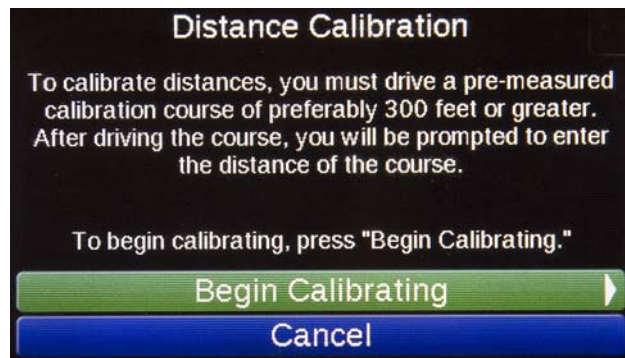 Distance Calibration
To calibrate distances, you must drive a pre-measured
calibration course of preferably 300 feet or greater.
After driving the course, you will be prompted to enter
the distance of the course.
To begin calibrating, press "Begin Calibrating."
Begin Calibrating
Cancel